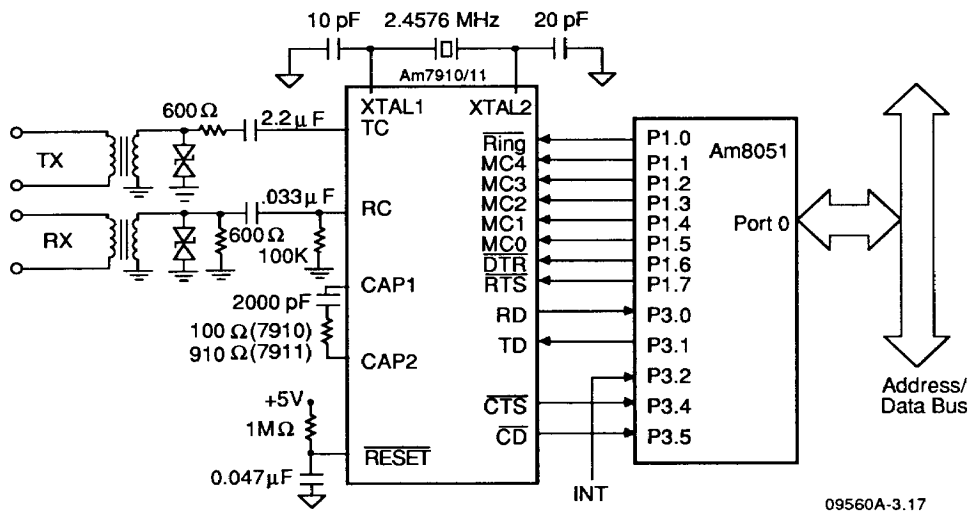 10 pF 2.4576 MHz 20 pF
Am7910/11
XTAL1 XTAL2
600 Ω 2.2 μ F TC
TX
Ring P1.0
Am8051
MC4 P1.1
MC3 P1.2
MC2 P1.3
MC1 P1.4
MC0 P1.5
DTR P1.6
RTS P1.7
Port 0
.033 μ F
RX
RC
600Ω
100K
CAP1
2000 pF
100 Ω(7910)
910 Ω(7911)
CAP2
RD P3.0
TD P3.1
P3.2
CTS P3.4
CD P3.5
Address/
Data Bus
+5V
1MΩ
RESET
0.047μF
INT
09560A-3.17